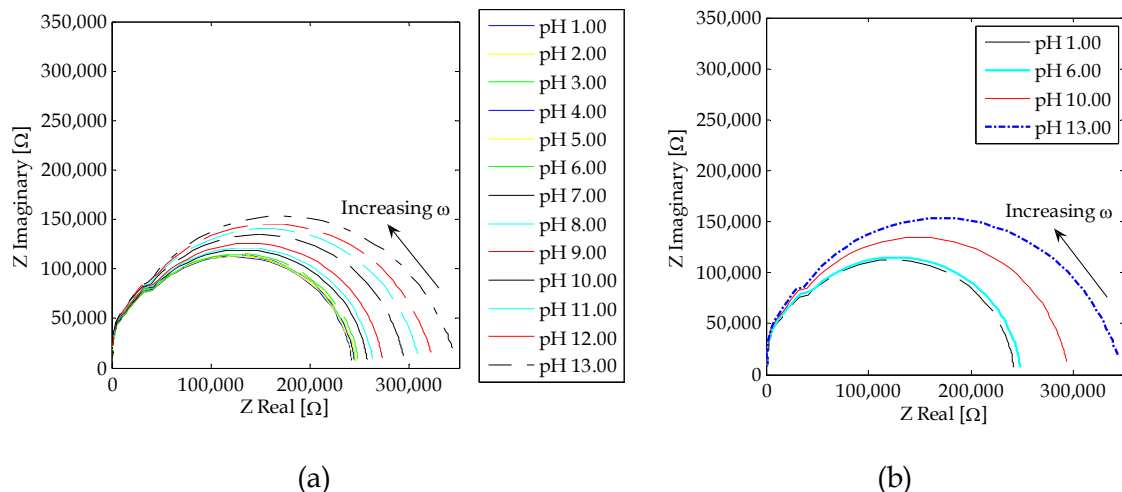 350,000
300,000
250,000
200,000
150,000
100,000
50,000
0
Z Imaginary [Ω]
0
100,000
200,000
300,000
Z Real [Ω]
Increasing ω
pH 1.00
pH 2.00
pH 3.00
pH 4.00
pH 5.00
pH 6.00
pH 7.00
pH 8.00
pH 9.00
pH 10.00
pH 11.00
pH 12.00
pH 13.00
(a)
350,000
300,000
250,000
200,000
150,000
100,000
50,000
0
Z Imaginary [Ω]
0
100,000
200,000
300,000
Z Real [Ω]
Increasing ω
pH 1.00
pH 6.00
pH 10.00
pH 13.00
(b)